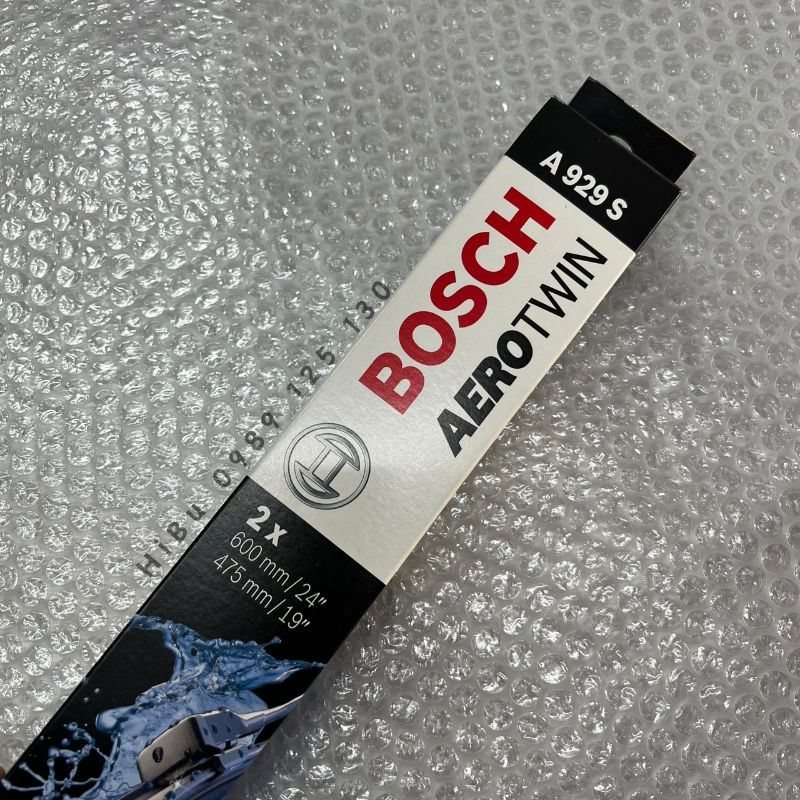 A 929 S
BOSCH
AEROTWIN
2 x
600 mm/24"
475 mm/19"
HiBu 0989 125 130